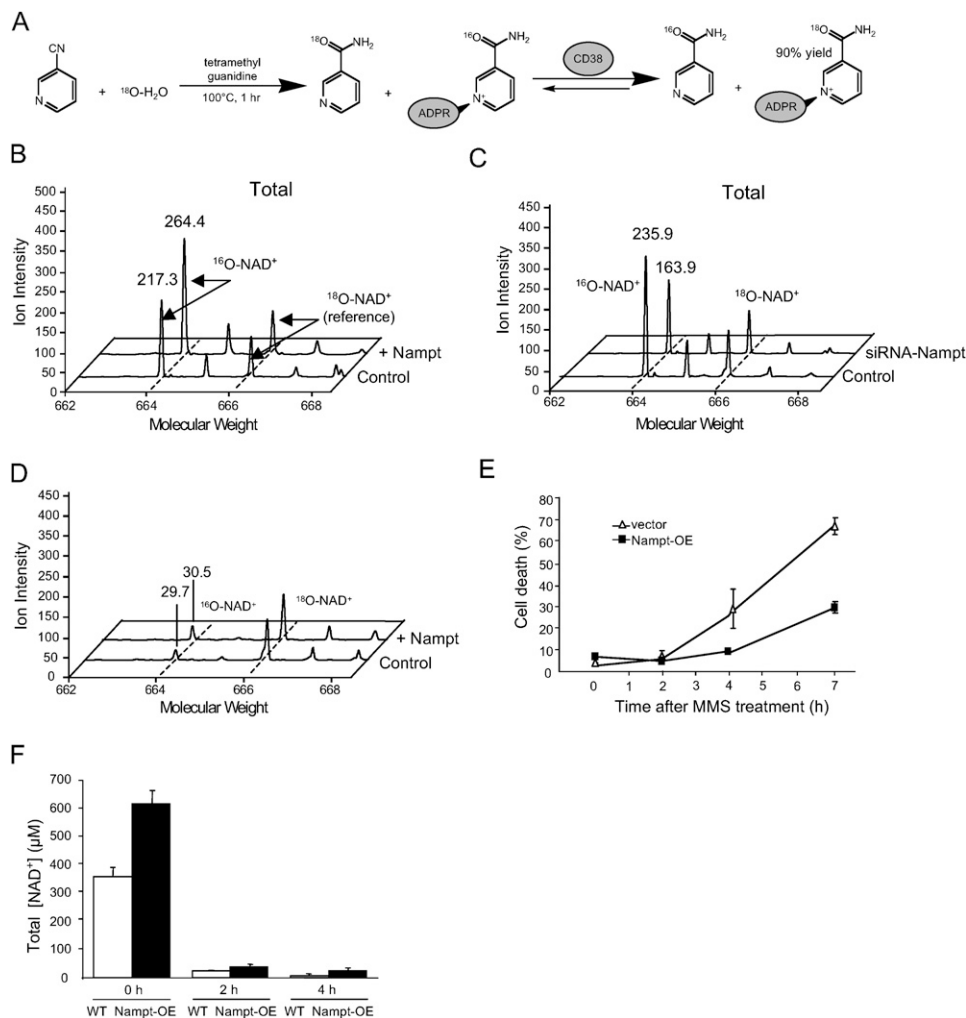 A
CN
N
+ ¹⁸O-H₂O
tetramethyl
guanidine
100°C, 1 hr
¹⁸O NH₂
N
+
¹⁶O NH₂
ADPR N⁺
CD38
¹⁶O NH₂
N
+
90% yield
¹⁸O NH₂
ADPR N⁺
B
Total
Ion Intensity
500
450
400
350
300
250
200
150
100
50
0
264.4
217.3
¹⁶O-NAD⁺
¹⁸O-NAD⁺
(reference)
+ Nampt
Control
662 664 666 668
Molecular Weight
C
Total
Ion Intensity
450
400
350
300
250
200
150
100
50
0
235.9
163.9
¹⁶O-NAD⁺
¹⁸O-NAD⁺
siRNA-Nampt
Control
662 664 666 668
Molecular Weight
D
Ion Intensity
450
400
350
300
250
200
150
100
50
0
30.5
29.7
¹⁶O-NAD⁺
¹⁸O-NAD⁺
+ Nampt
Control
662 664 666 668
Molecular Weight
E
Cell death (%)
80
70
60
50
40
30
20
10
0
vector
Nampt-OE
0 1 2 3 4 5 6 7
Time after MMS treatment (h)
F
Total [NAD⁺] (µM)
700
600
500
400
300
200
100
0
0 h 2 h 4 h
WT Nampt-OE WT Nampt-OE WT Nampt-OE